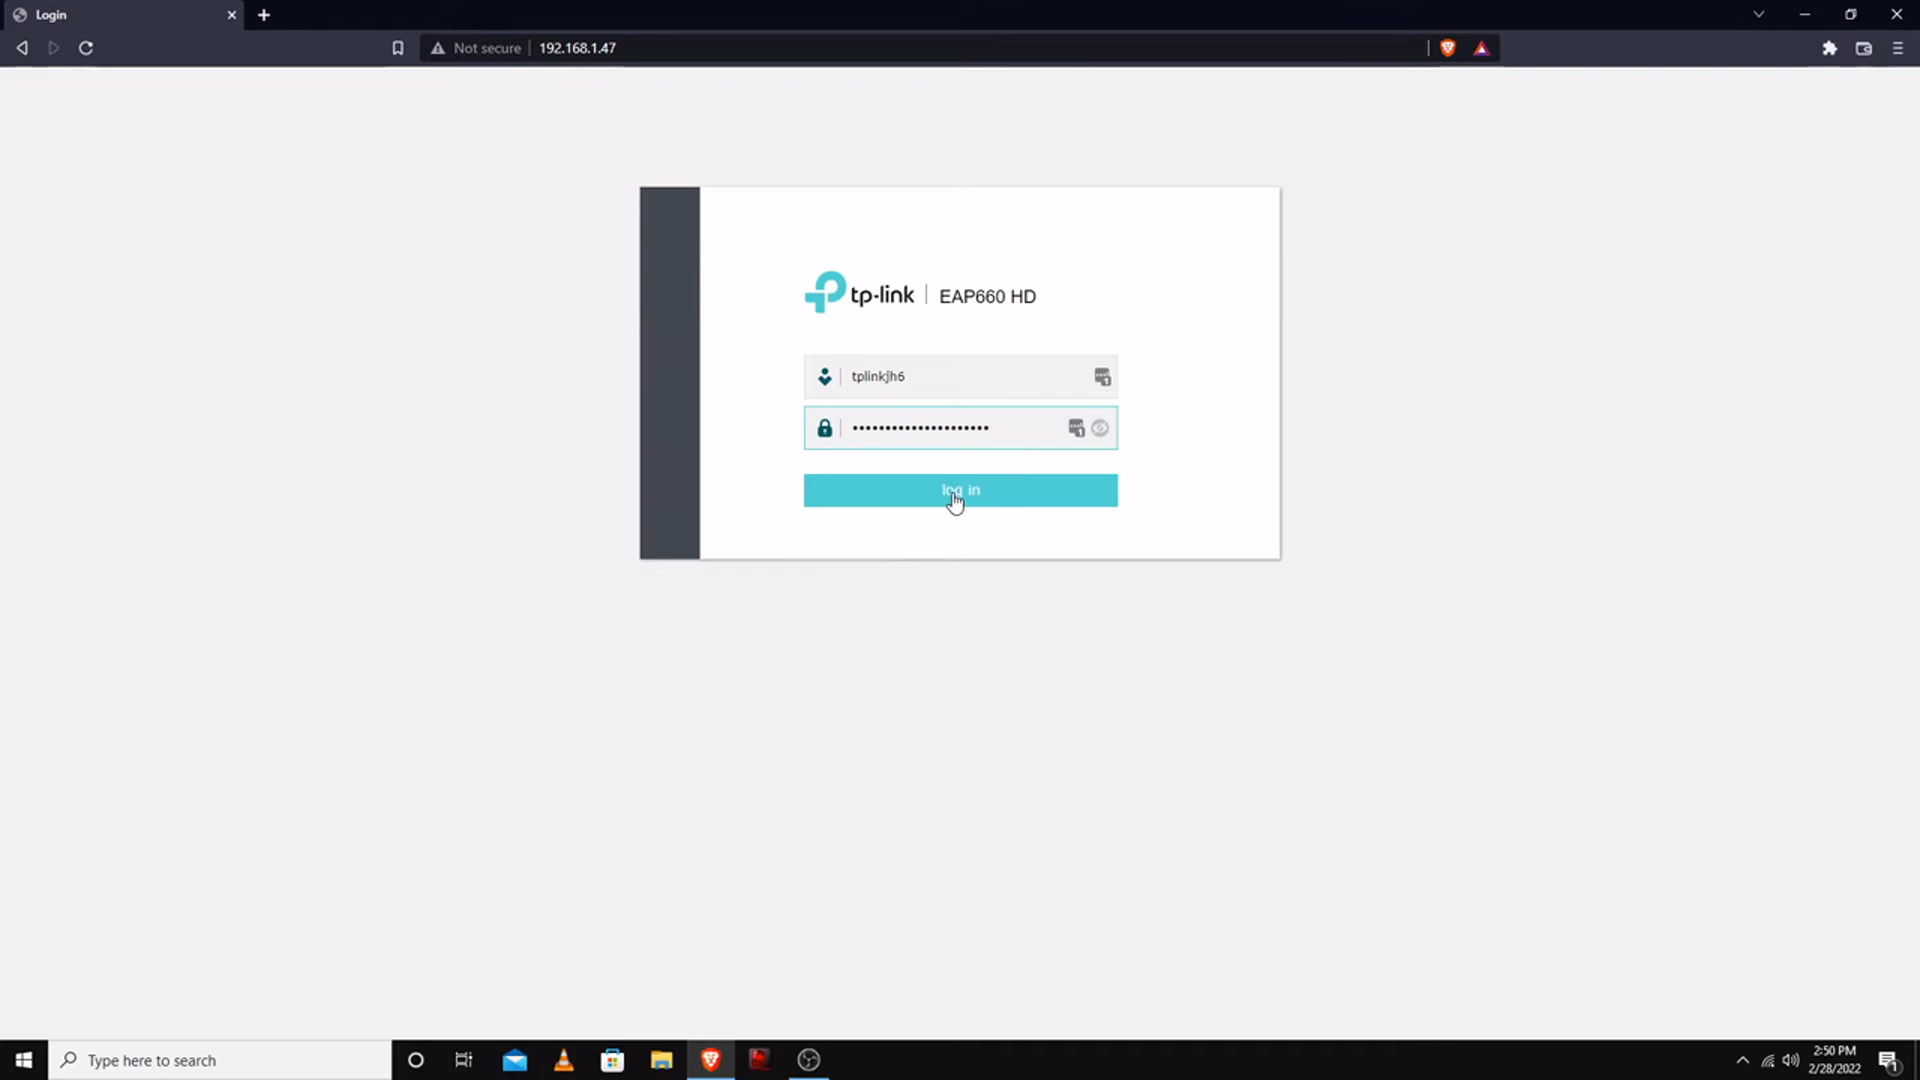 Login
Not secure
192.168.1.47
tp-link | EAP660 HD
tplinkjh6
•••••••••••••••••••••
log in
Type here to search
2:50 PM
2/28/2022
1